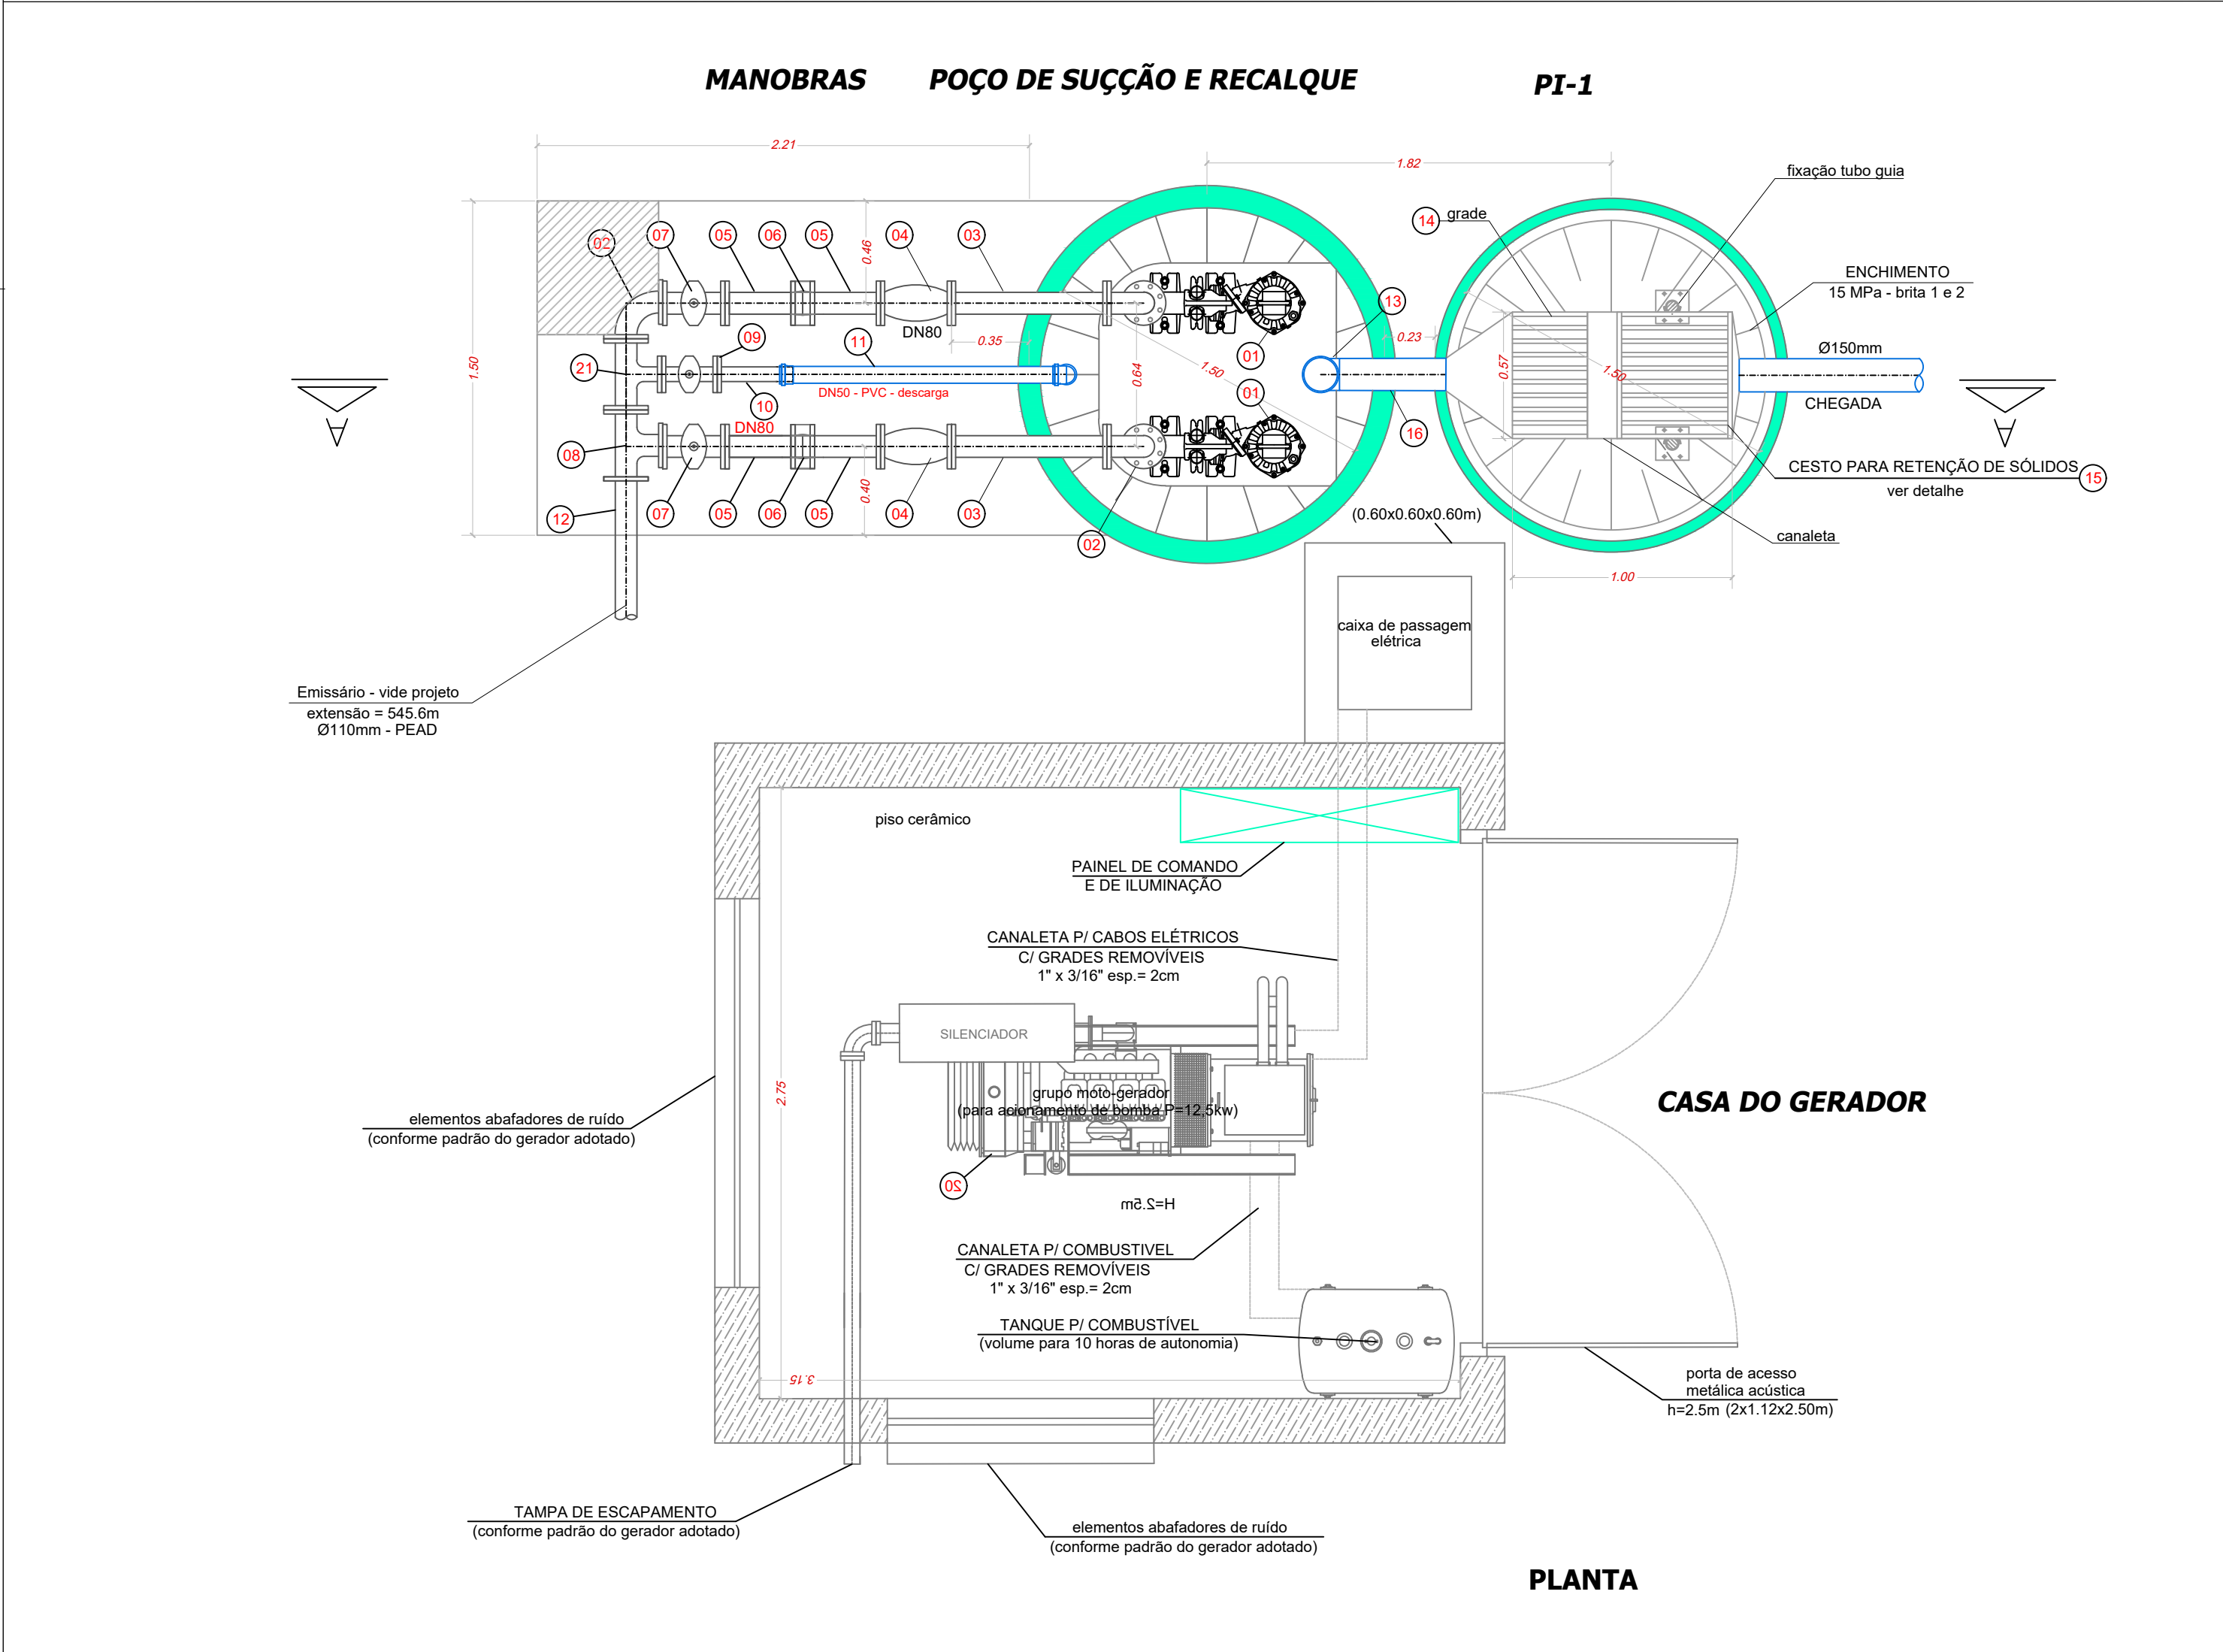 MANOBRAS
POÇO DE SUCÇÃO E RECALQUE
PI-1
2.21
1.82
fixação tubo guia
14
grade
02
07
05
06
05
04
03
0.46
ENCHIMENTO
15 MPa - brita 1 e 2
13
DN80
09
11
0.35
0.23
01
Ø150mm
1.50
21
0.64
1.50
0.57
1.50
01
DN50 - PVC - descarga
10
CHEGADA
A
A
DN80
16
08
CESTO PARA RETENÇÃO DE SÓLIDOS
15
ver detalhe
0.40
12
07
05
06
05
04
03
(0.60x0.60x0.60m)
02
canaleta
1.00
caixa de passagem
elétrica
Emissário - vide projeto
extensão = 545.6m
Ø110mm - PEAD
piso cerâmico
PAINEL DE COMANDO
E DE ILUMINAÇÃO
CANALETA P/ CABOS ELÉTRICOS
C/ GRADES REMOVÍVEIS
1" x 3/16" esp.= 2cm
SILENCIADOR
2.75
grupo moto-gerador
(para acionamento de bomba P=12,5kw)
CASA DO GERADOR
elementos abafadores de ruído
(conforme padrão do gerador adotado)
20
H=2.5m
CANALETA P/ COMBUSTIVEL
C/ GRADES REMOVÍVEIS
1" x 3/16" esp.= 2cm
TANQUE P/ COMBUSTÍVEL
(volume para 10 horas de autonomia)
3.15
porta de acesso
metálica acústica
h=2.5m (2x1.12x2.50m)
TAMPA DE ESCAPAMENTO
(conforme padrão do gerador adotado)
elementos abafadores de ruído
(conforme padrão do gerador adotado)
PLANTA